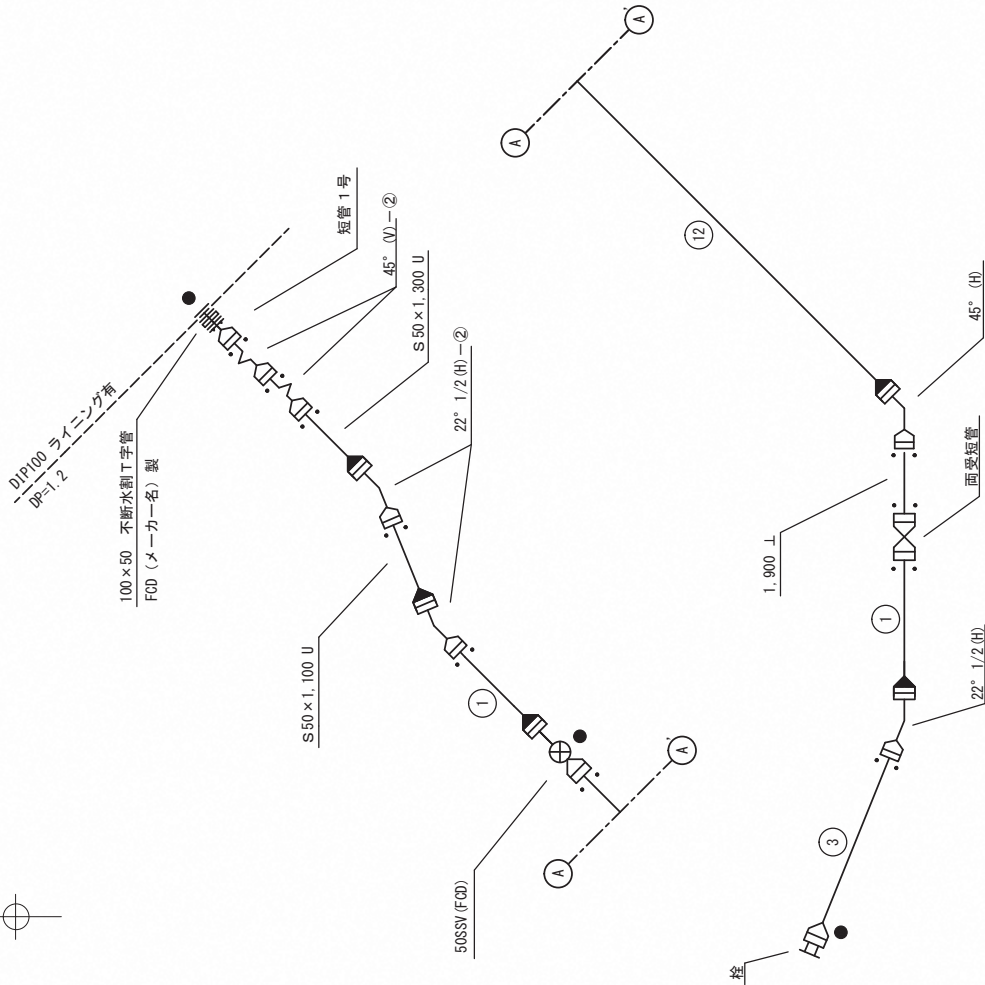 DIP100 ライニング有
DP=1.2
100×50 不断水割T字管
FCD (メーカー名) 製
短管1号
45° (V)-②
S50×1,300 U
22° 1/2(H)-②
S50×1,100 U
1
50SSV(FCD)
A
A'
A
A'
12
45° (H)
両受短管
1,900 ⊥
1
22° 1/2(H)
3
栓